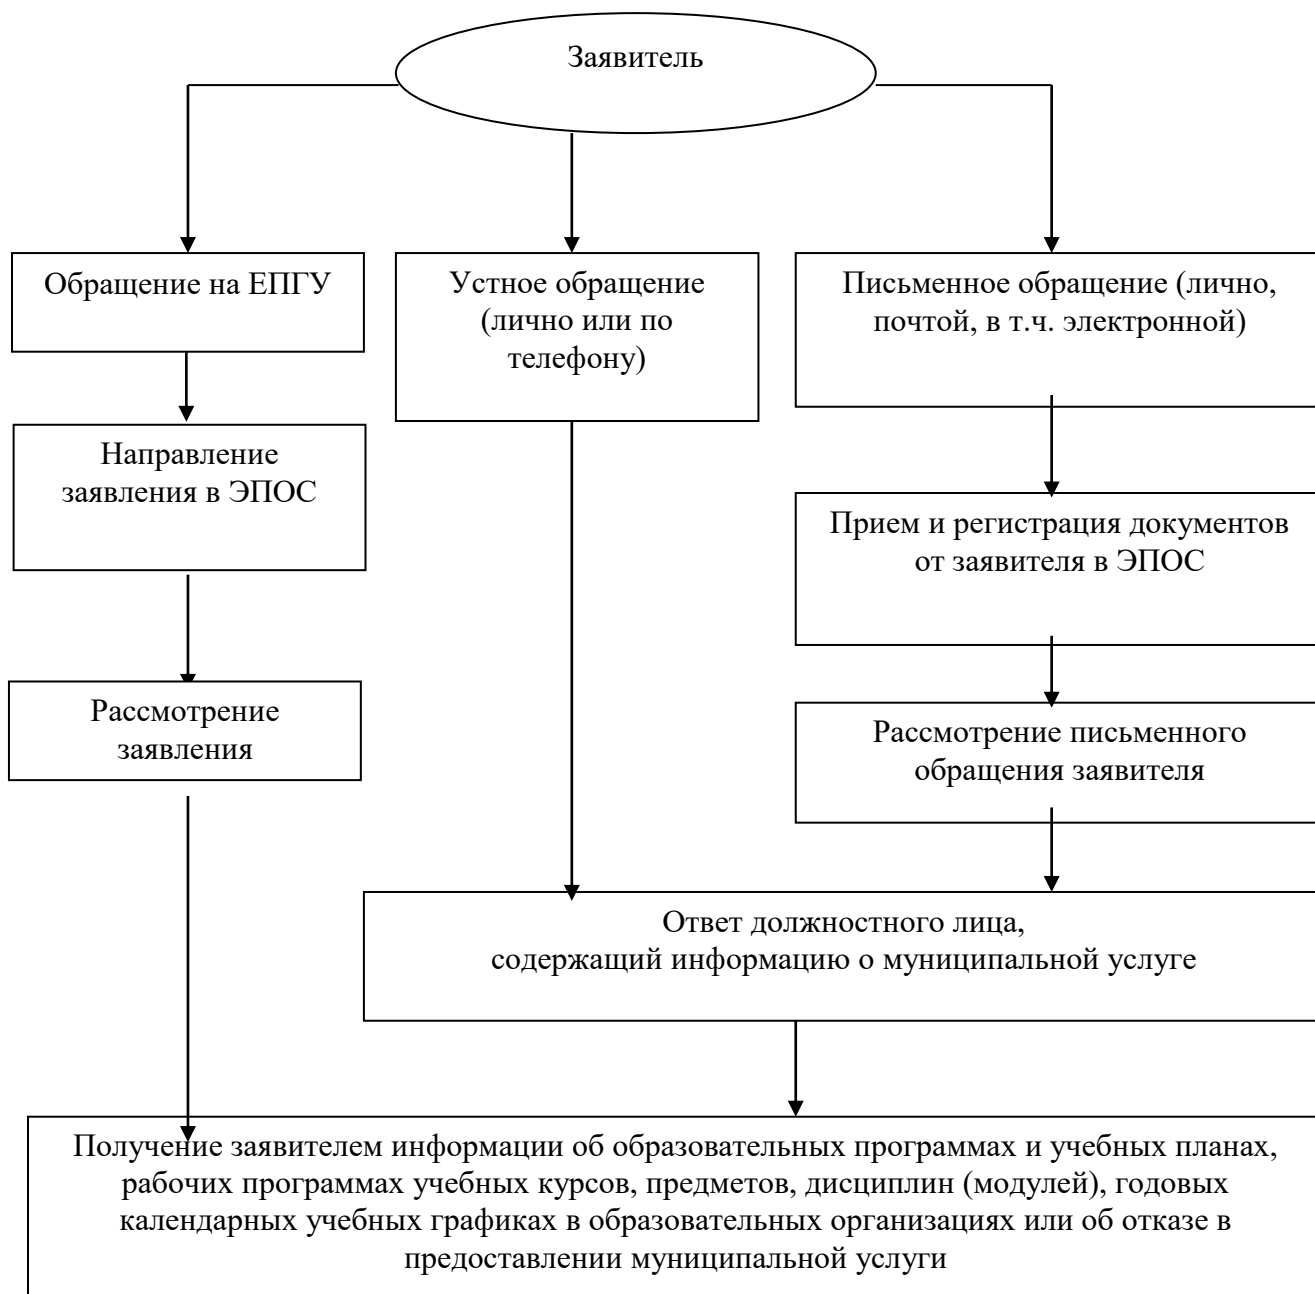 Заявитель
Обращение на ЕПГУ
Устное обращение
(лично или по
телефону)
Письменное обращение (лично,
почтой, в т.ч. электронной)
Направление
заявления в ЭПОС
Прием и регистрация документов
от заявителя в ЭПОС
Рассмотрение
заявления
Рассмотрение письменного
обращения заявителя
Ответ должностного лица,
содержащий информацию о муниципальной услуге
Получение заявителем информации об образовательных программах и учебных планах,
рабочих программах учебных курсов, предметов, дисциплин (модулей), годовых
календарных учебных графиках в образовательных организациях или об отказе в
предоставлении муниципальной услуги